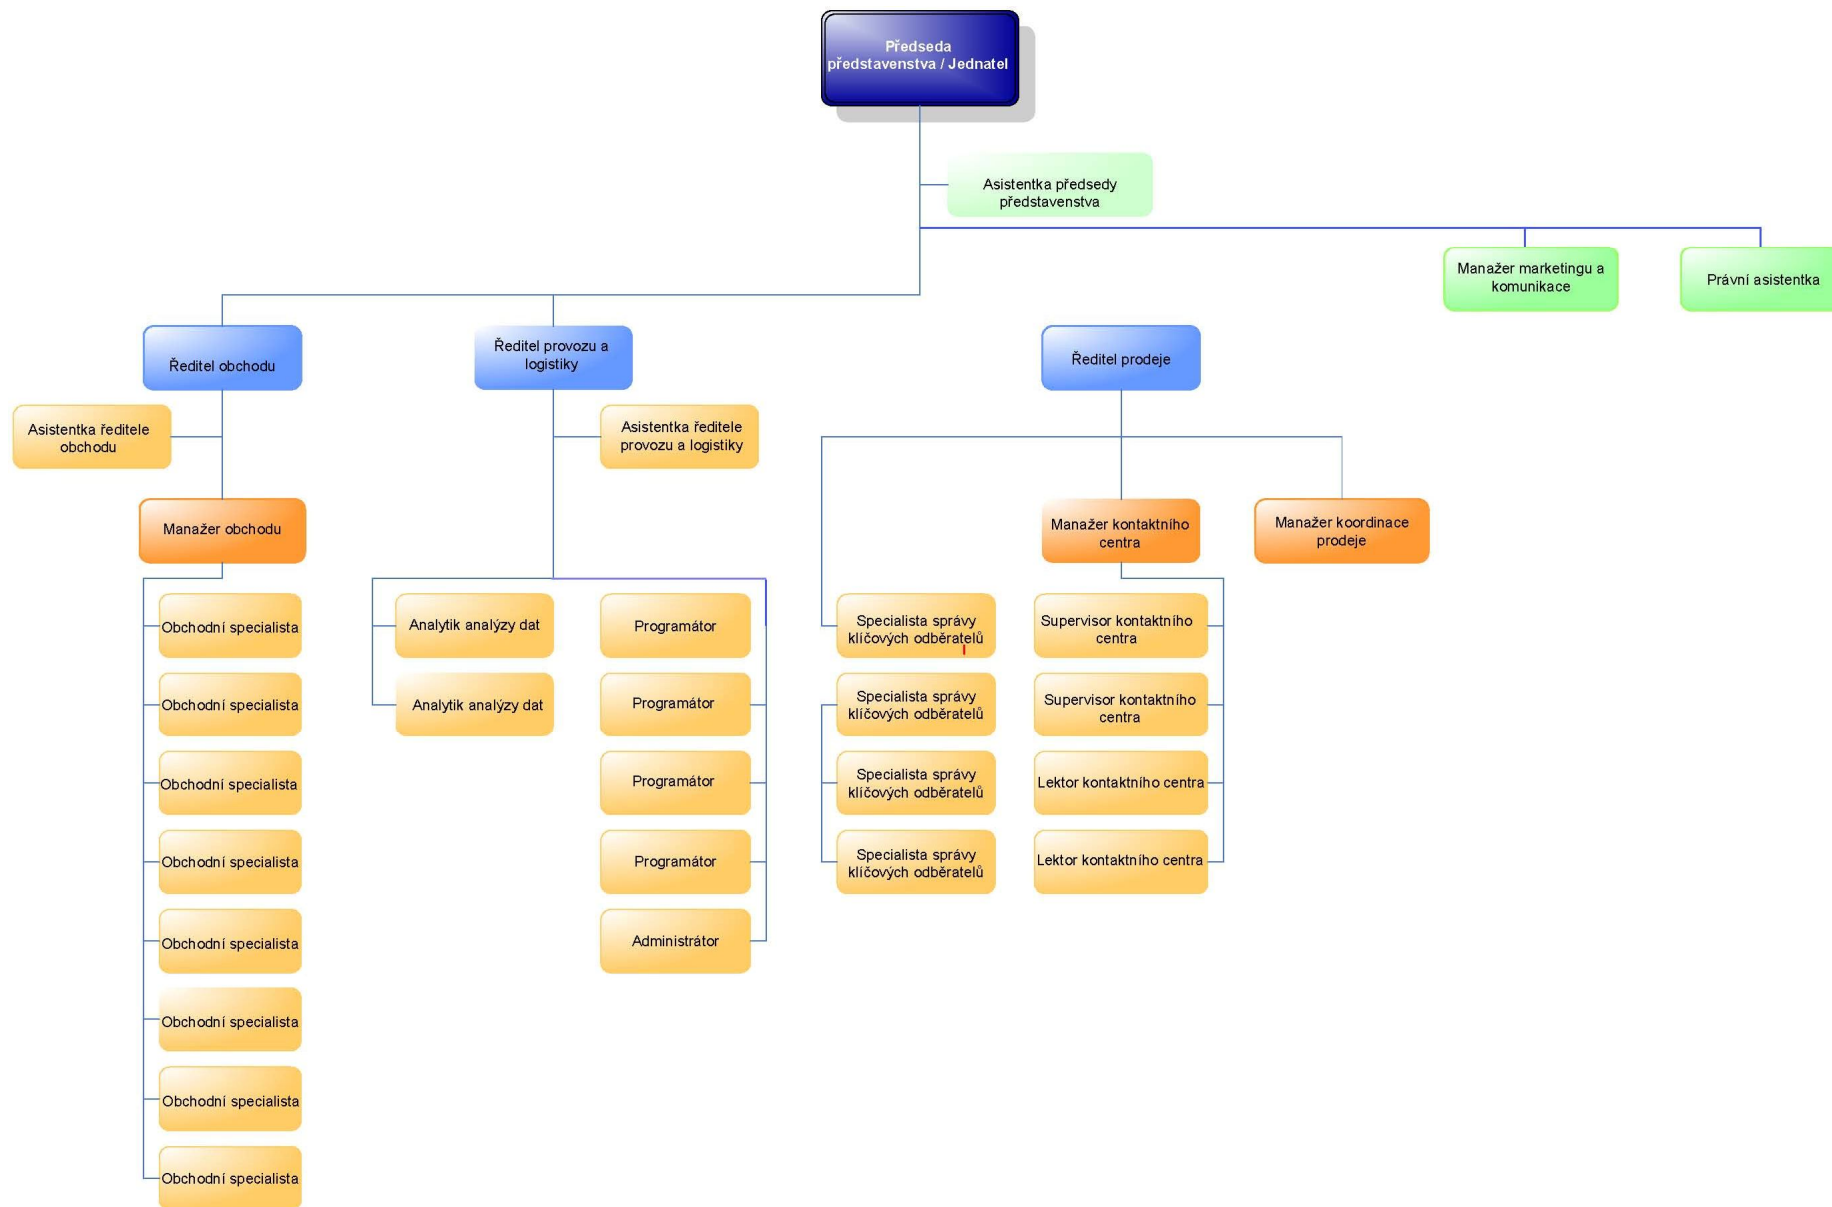 Předseda
představenstva / Jednatel
Asistentka předsedy
představenstva
Manažer marketingu a
komunikace
Právní asistentka
Ředitel obchodu
Ředitel provozu a
logistiky
Ředitel prodeje
Asistentka ředitele
obchodu
Asistentka ředitele
provozu a logistiky
Manažer obchodu
Manažer kontaktního
centra
Manažer koordinace
prodeje
Obchodní specialista
Analytik analýzy dat
Programátor
Specialista správy
klíčových odběratelů
Supervisor kontaktního
centra
Obchodní specialista
Analytik analýzy dat
Programátor
Specialista správy
klíčových odběratelů
Supervisor kontaktního
centra
Obchodní specialista
Programátor
Specialista správy
klíčových odběratelů
Lektor kontaktního centra
Obchodní specialista
Programátor
Specialista správy
klíčových odběratelů
Lektor kontaktního centra
Obchodní specialista
Administrátor
Obchodní specialista
Obchodní specialista
Obchodní specialista